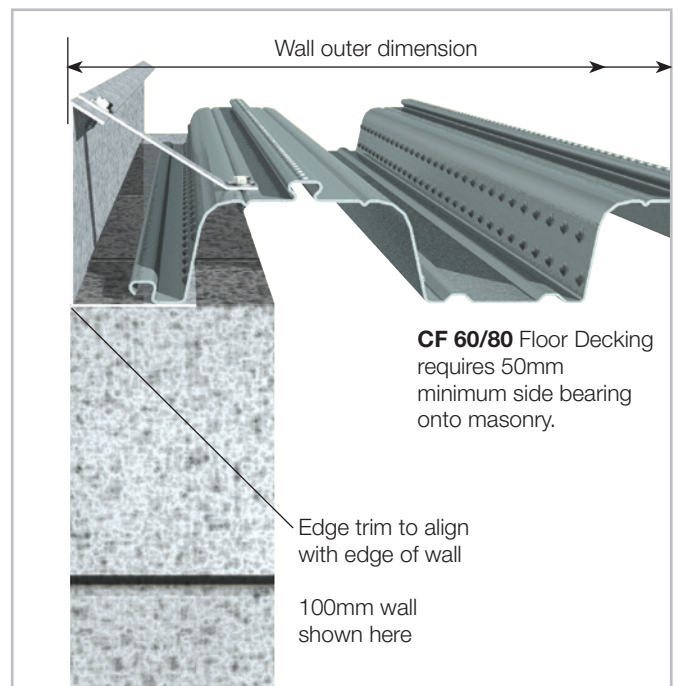 Wall outer dimension
CF 60/80 Floor Decking
requires 50mm
minimum side bearing
onto masonry.
Edge trim to align
with edge of wall
100mm wall
shown here